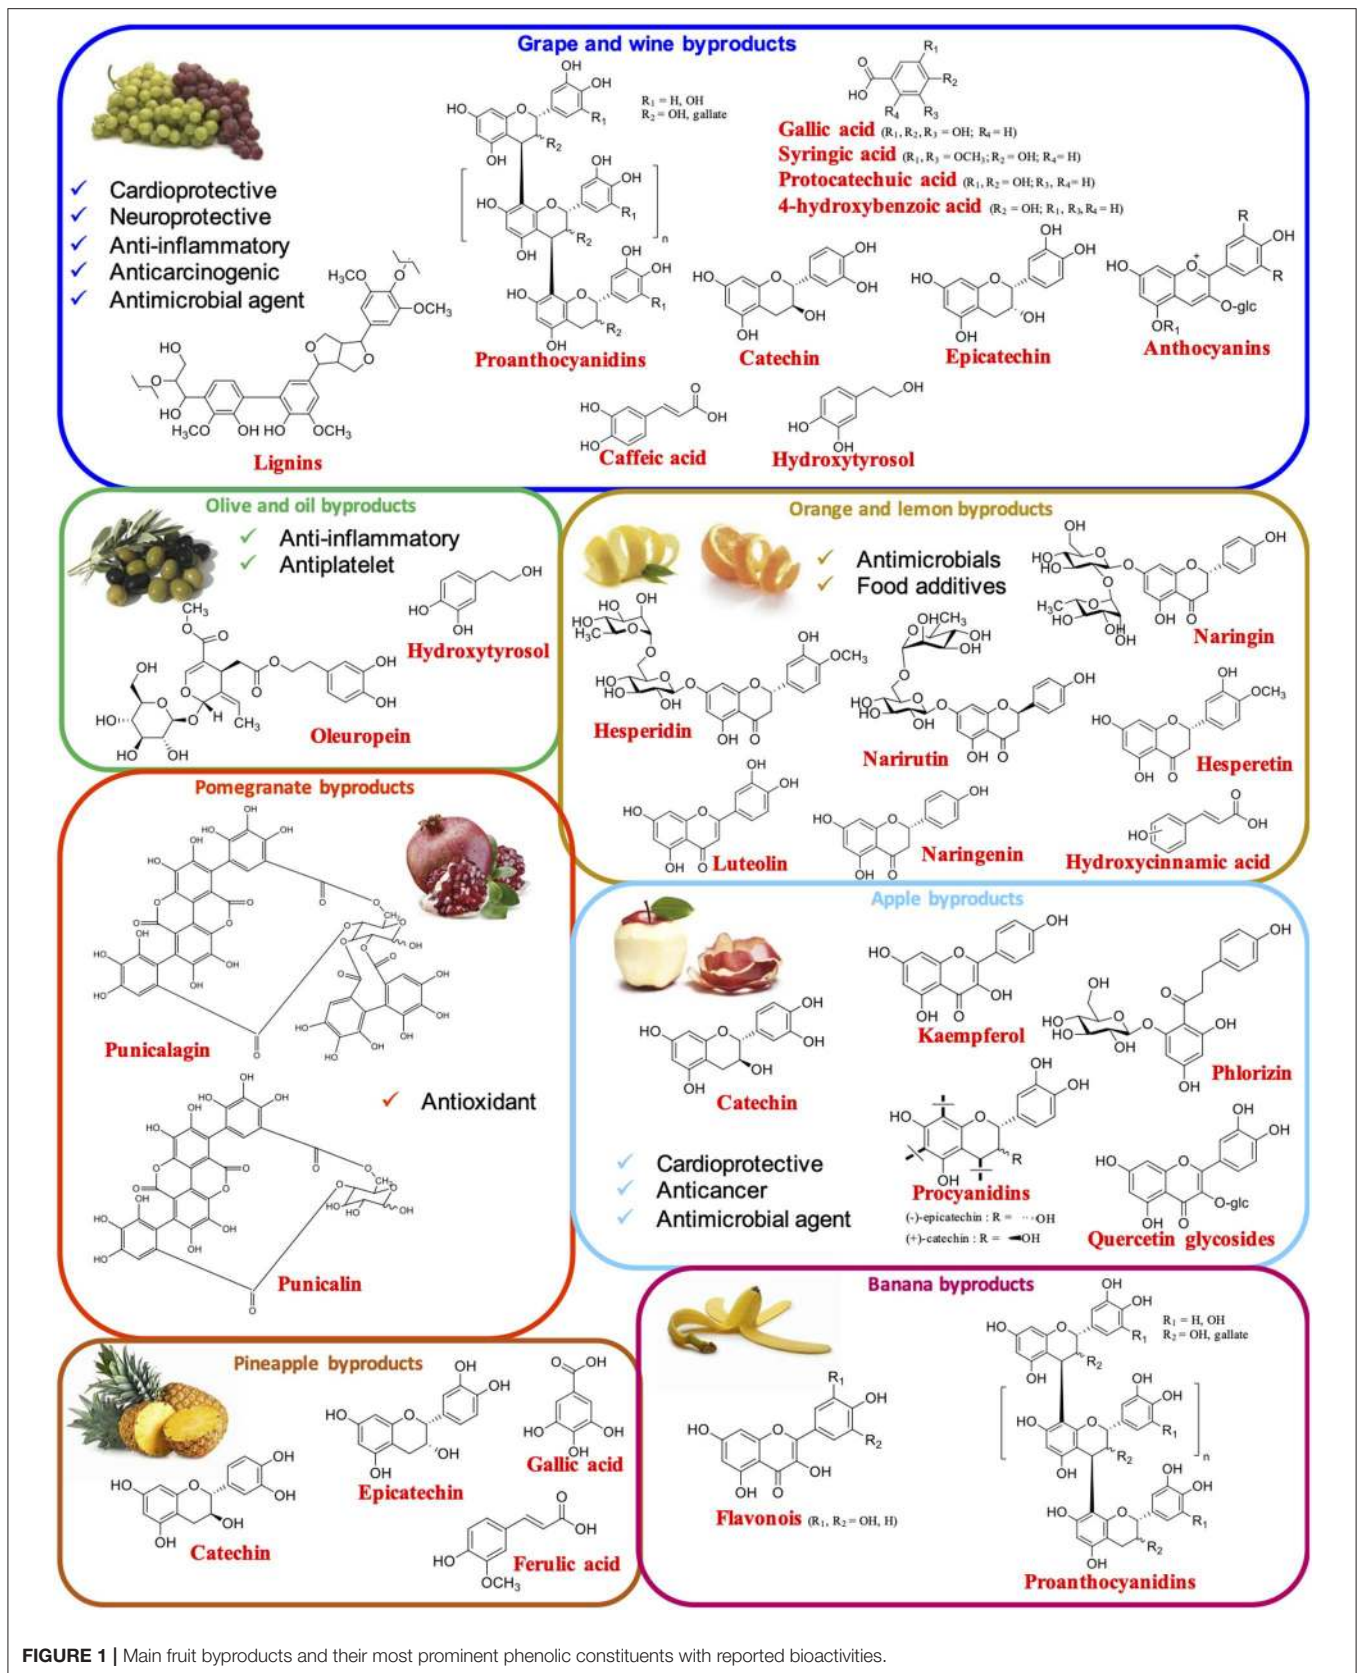 Grape and wine byproducts
Cardioprotective
Neuroprotective
Anti-inflammatory
Anticarcinogenic
Antimicrobial agent
R₁ = H, OH
R₂ = OH, gallate
Proanthocyanidins
Gallic acid (R₁, R₂, R₃ = OH; R₄ = H)
Syringic acid (R₁, R₃ = OCH₃; R₂ = OH; R₄ = H)
Protocatechuic acid (R₁, R₂ = OH; R₃, R₄ = H)
4-hydroxybenzoic acid (R₂ = OH; R₁, R₃, R₄ = H)
Catechin
Epicatechin
Anthocyanins
Lignins
Caffeic acid
Hydroxytyrosol
Olive and oil byproducts
Anti-inflammatory
Antiplatelet
Hydroxytyrosol
Oleuropein
Orange and lemon byproducts
Antimicrobials
Food additives
Naringin
Hesperidin
Narirutin
Hesperetin
Luteolin
Naringenin
Hydroxycinnamic acid
Pomegranate byproducts
Punicalagin
Antioxidant
Punicalin
Apple byproducts
Kaempferol
Phlorizin
Catechin
Cardioprotective
Anticancer
Antimicrobial agent
Procyanidins
(-)-epicatechin : R = ···OH
(+)-catechin : R = ◄OH
Quercetin glycosides
Pineapple byproducts
Epicatechin
Gallic acid
Catechin
Ferulic acid
Banana byproducts
R₁ = H, OH
R₂ = OH, gallate
Flavonois (R₁, R₂ = OH, H)
Proanthocyanidins
FIGURE 1 | Main fruit byproducts and their most prominent phenolic constituents with reported bioactivities.